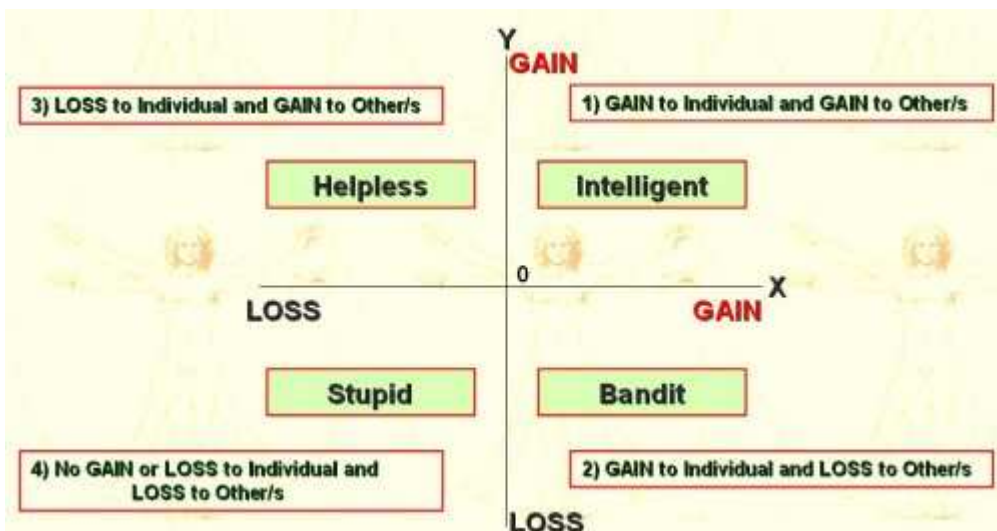 Y
GAIN
3) LOSS to Individual and GAIN to Other/s
1) GAIN to Individual and GAIN to Other/s
Helpless
Intelligent
0
X
LOSS
GAIN
Stupid
Bandit
4) No GAIN or LOSS to Individual and
LOSS to Other/s
2) GAIN to Individual and LOSS to Other/s
LOSS